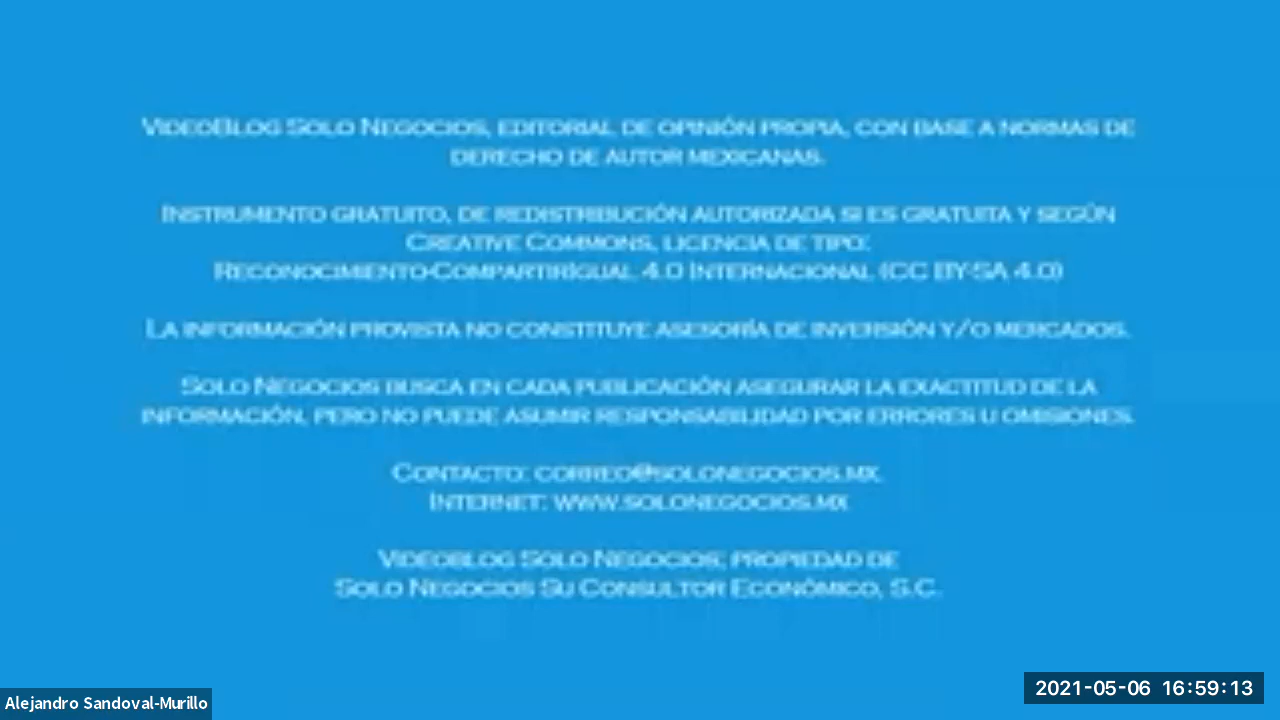 VideoBlog Solo Negocios, editorial de opinión propia, con base a normas de
derecho de autor mexicanas.
Instrumento gratuito, de redistribución autorizada si es gratuita y según
Creative Commons, licencia de tipo:
Reconocimiento-CompartirIgual 4.0 Internacional (CC BY-SA 4.0)
La información provista no constituye asesoría de inversión y/o mercados.
Solo Negocios busca en cada publicación asegurar la exactitud de la
información, pero no puede asumir responsabilidad por errores u omisiones.
Contacto: correo@solonegocios.mx
Internet: www.solonegocios.mx
Videoblog Solo Negocios; propiedad de
Solo Negocios Su Consultor Económico, S.C.
Alejandro Sandoval-Murillo
2021-05-06 16:59:13